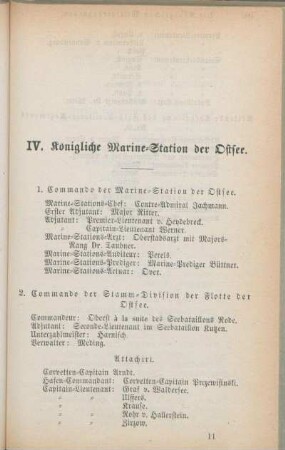 IV. Königliche Marine-Station der Ostsee.
1. Commando der Marine-Station der Ostsee.
Marine-Stations-Chef: Contre-Admiral Jachmann.
Erster Adjutant: Major Ritter.
Adjutant: Premier-Lieutenant v. Heydebreck.
" Capitain-Lieutenant Werner.
Marine-Stations-Arzt: Oberstabsarzt mit Majors-
Rang Dr. Taubner.
Marine-Stations-Auditeur: Perels.
Marine-Stations-Prediger: Marine-Prediger Büttner.
Marine-Stations-Actuar: Over.
2. Commando der Stamm-Division der Flotte der
Ostsee.
Commandeur: Oberst à la suite des Seebataillons Rode.
Adjutant: Seconde-Lieutenant im Seebataillon Kutzen.
Unterzahlmeister: Harnisch.
Verwalter: Meding.
Attachirt.
Corvetten-Capitain Arndt.
Hafen-Commandant: Corvetten-Capitain Przewisinski.
Capitain-Lieutenant: Graf v. Waldersee.
" " Ulffers.
" " Krause.
" " Rohr v. Hallerstein.
" " Zirzow.
11